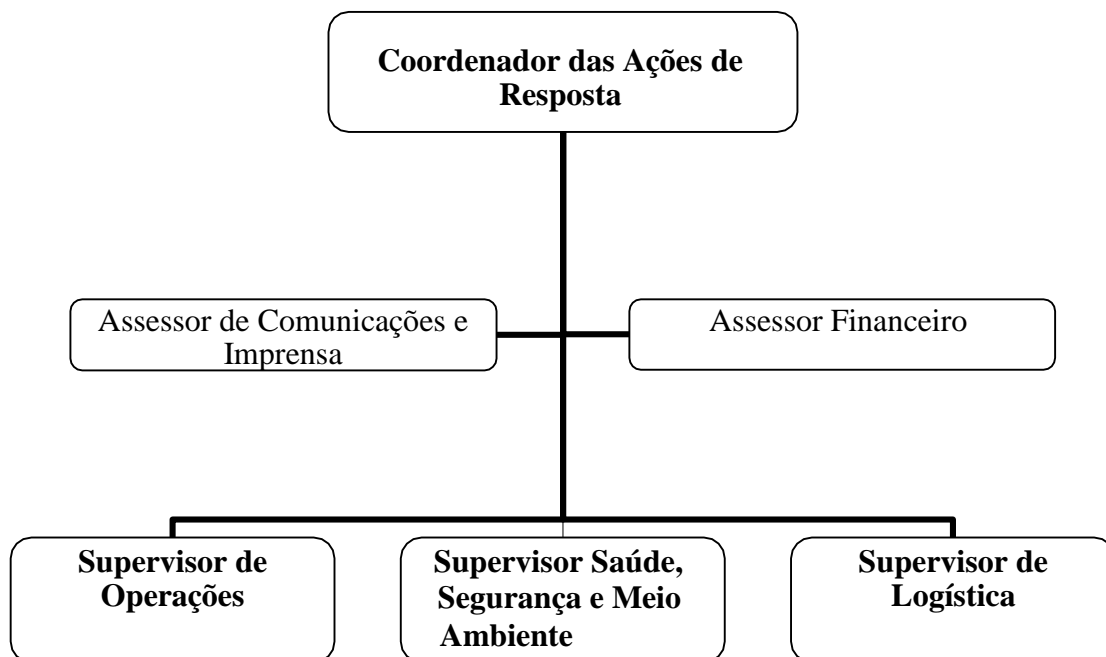 Coordenador das Ações de
Resposta
Assessor de Comunicações e
Imprensa
Assessor Financeiro
Supervisor de
Operações
Supervisor Saúde,
Segurança e Meio
Ambiente
Supervisor de
Logística